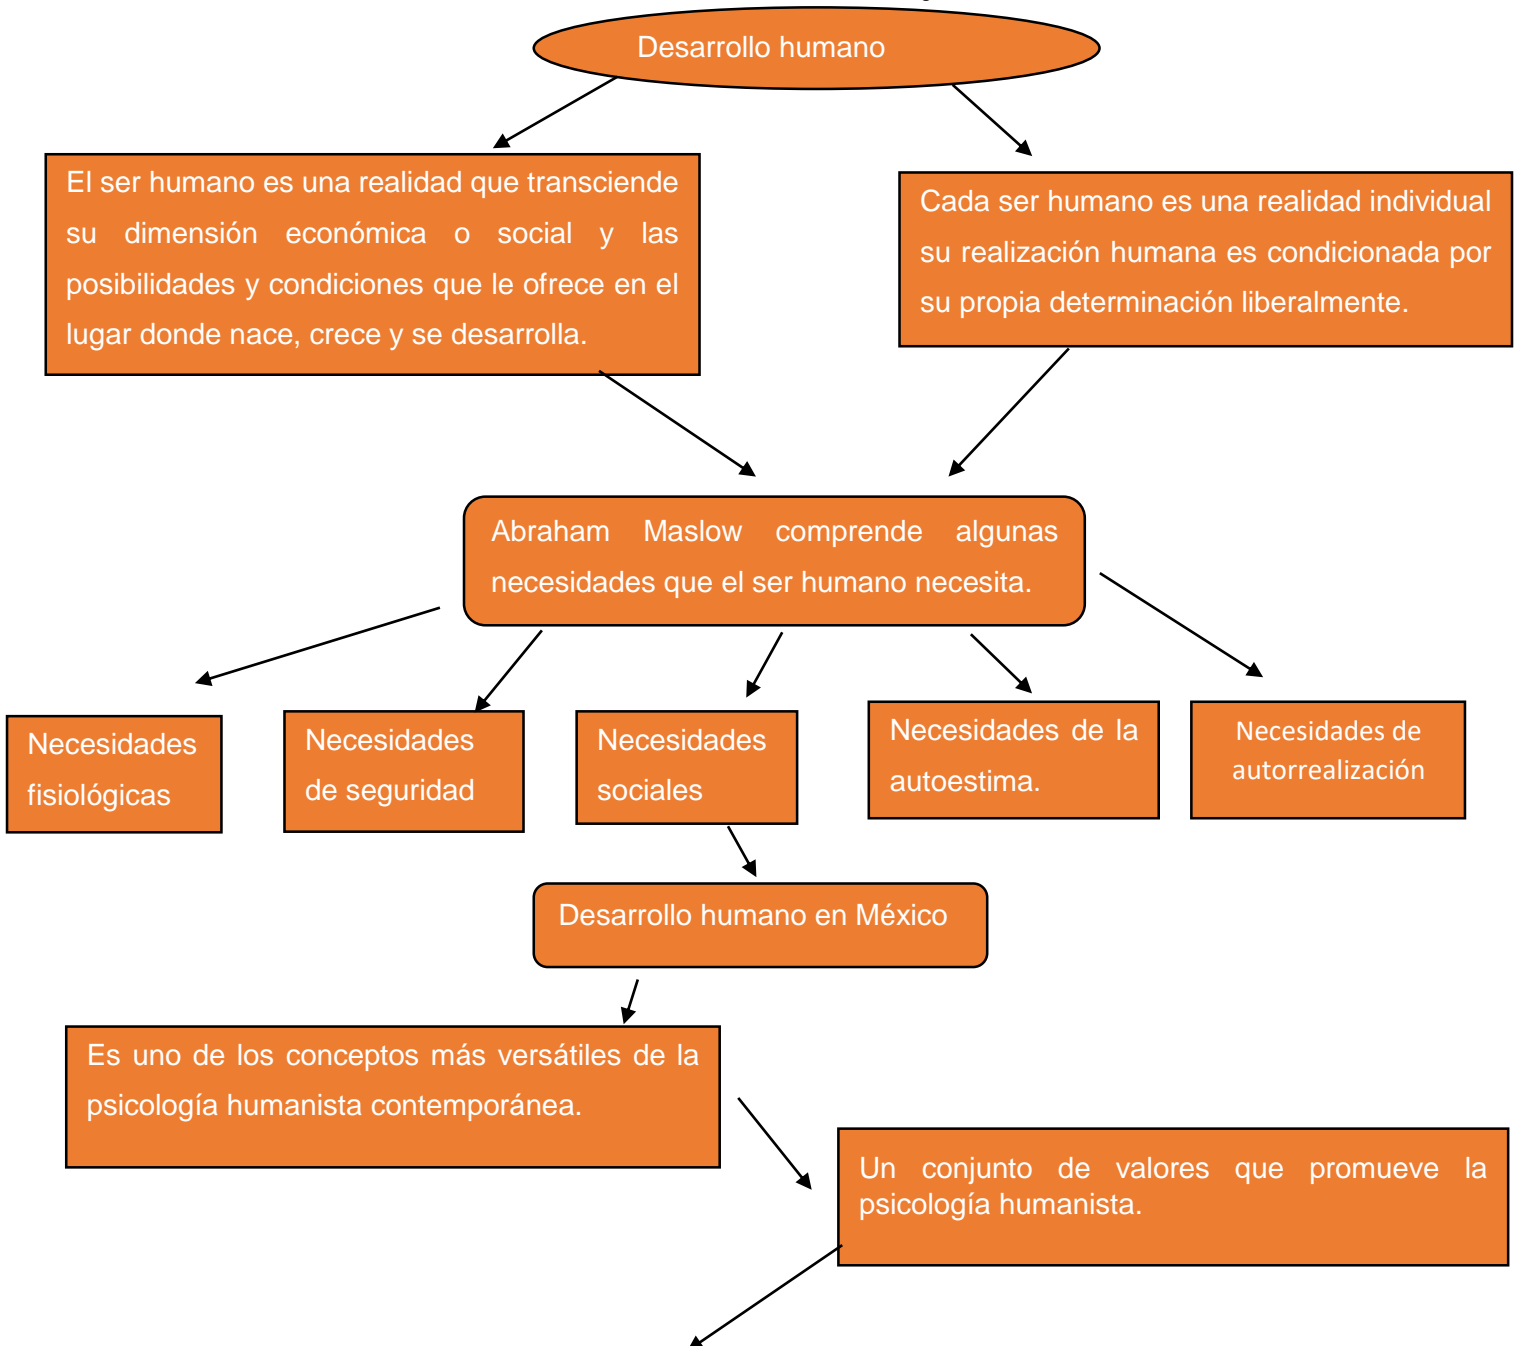 Desarrollo humano
El ser humano es una realidad que transciende
su dimensión económica o social y las
posibilidades y condiciones que le ofrece en el
lugar donde nace, crece y se desarrolla.
Cada ser humano es una realidad individual
su realización humana es condicionada por
su propia determinación liberalmente.
Abraham Maslow comprende algunas
necesidades que el ser humano necesita.
Necesidades
fisiológicas
Necesidades
de seguridad
Necesidades
sociales
Necesidades de la
autoestima.
Necesidades de
autorrealización
Desarrollo humano en México
Es uno de los conceptos más versátiles de la
psicología humanista contemporánea.
Un conjunto de valores que promueve la
psicología humanista.